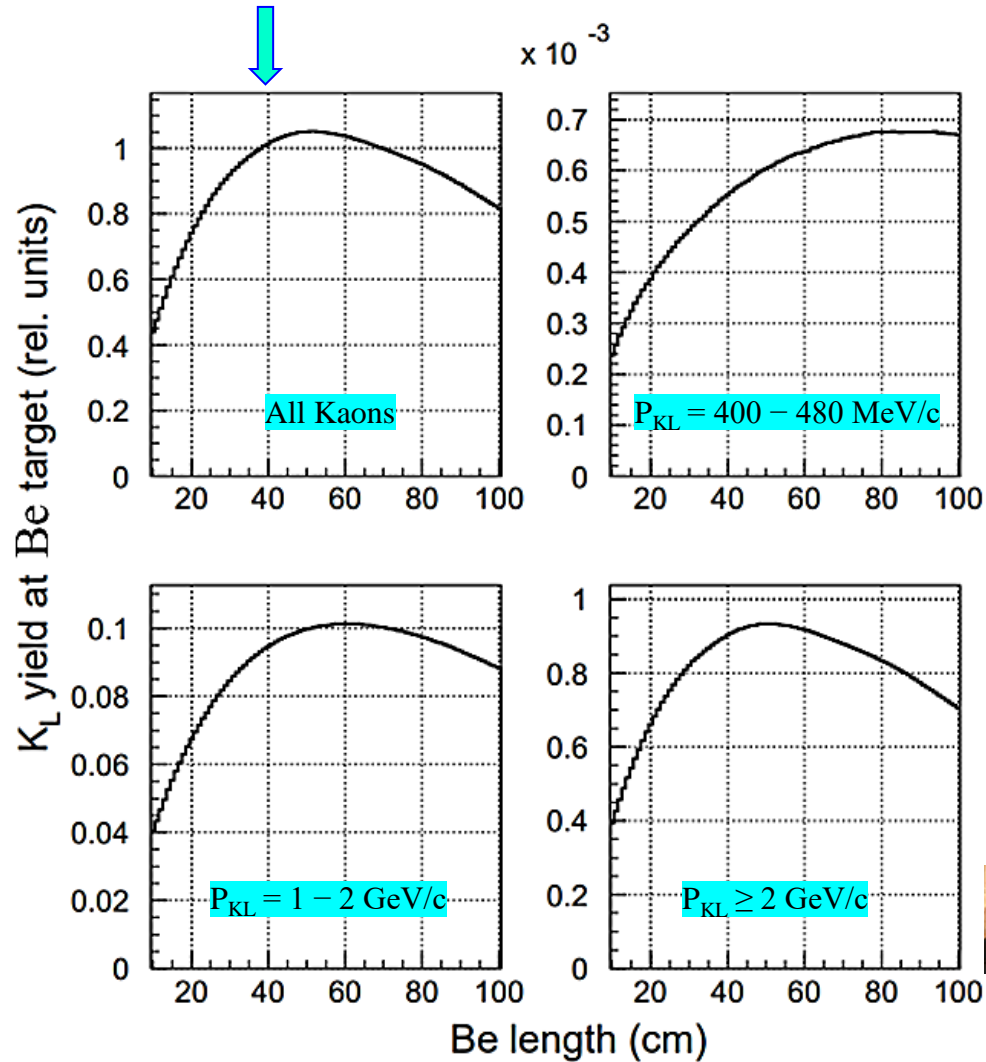 x 10 -3
K_L yield at Be target (rel. units)
1
0.8
0.6
0.4
0.2
0
20 40 60 80 100
All Kaons
0.7
0.6
0.5
0.4
0.3
0.2
0.1
0
20 40 60 80 100
P_KL = 400 − 480 MeV/c
0.1
0.08
0.06
0.04
0.02
0
20 40 60 80 100
P_KL = 1 − 2 GeV/c
1
0.8
0.6
0.4
0.2
0
20 40 60 80 100
P_KL ≥ 2 GeV/c
Be length (cm)